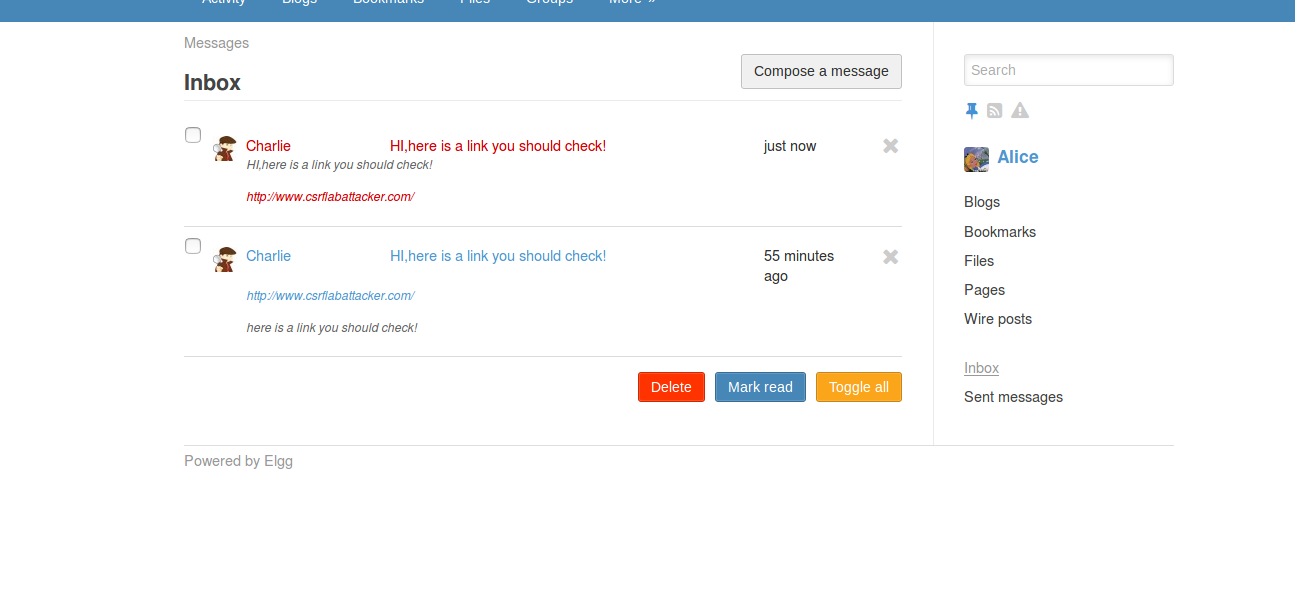 Activity Blogs Bookmarks Files Groups More »
Messages
Inbox
Compose a message
Charlie HI,here is a link you should check! just now
HI,here is a link you should check!
http://www.csrflabattacker.com/
Charlie HI,here is a link you should check! 55 minutes
ago
http://www.csrflabattacker.com/
here is a link you should check!
Delete Mark read Toggle all
Search
Alice
Blogs
Bookmarks
Files
Pages
Wire posts
Inbox
Sent messages
Powered by Elgg